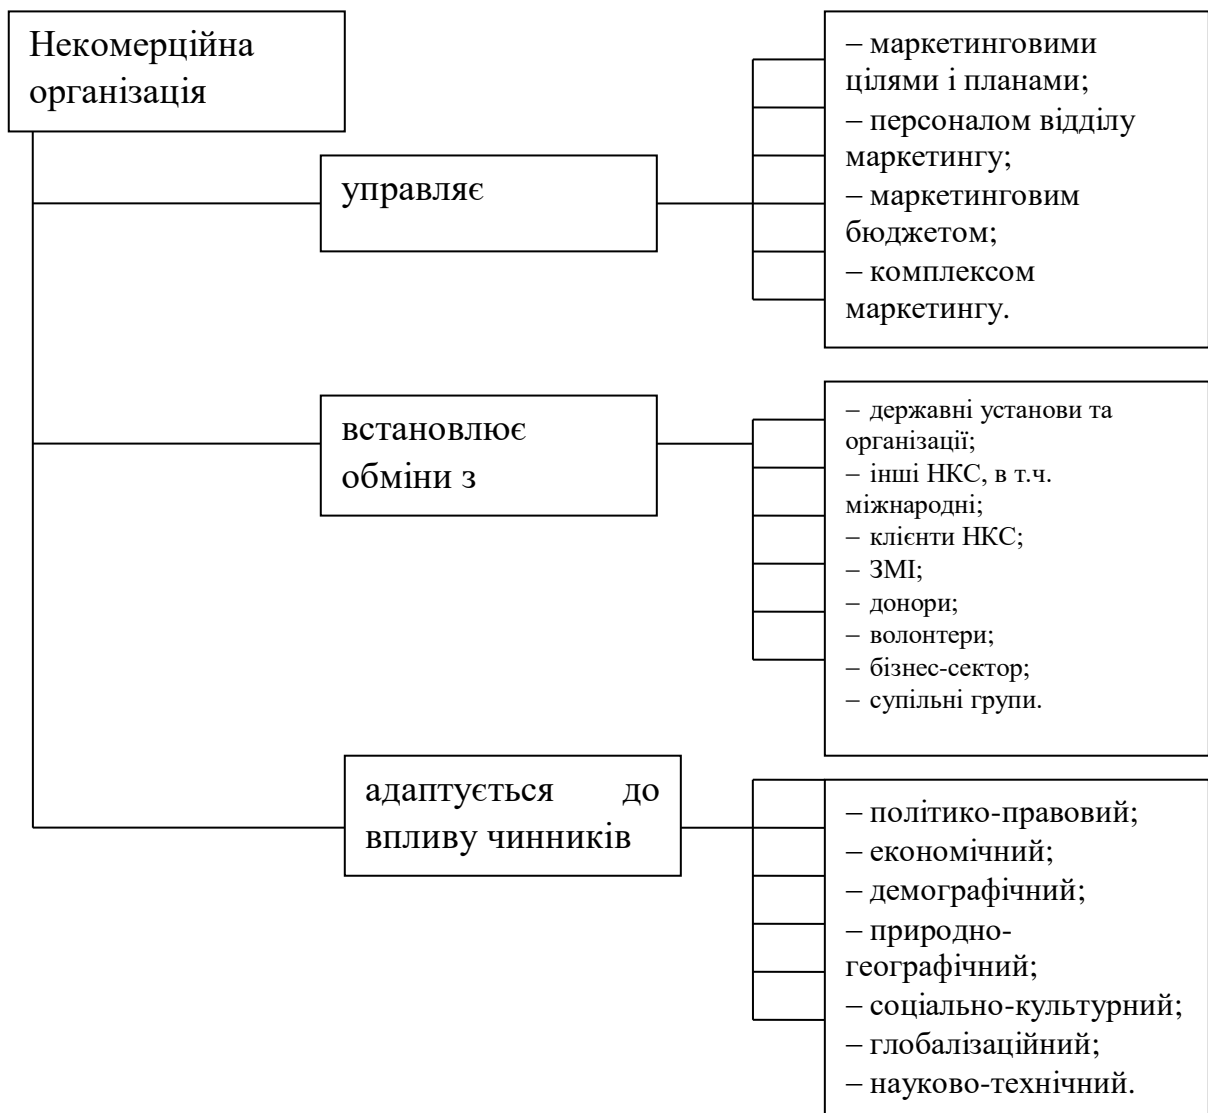 Некомерційна
організація
управляє
– маркетинговими
цілями і планами;
– персоналом відділу
маркетингу;
– маркетинговим
бюджетом;
– комплексом
маркетингу.
встановлює
обміни з
– державні установи та
організації;
– інші НКС, в т.ч.
міжнародні;
– клієнти НКС;
– ЗМІ;
– донори;
– волонтери;
– бізнес-сектор;
– супільні групи.
адаптується до
впливу чинників
– політико-правовий;
– економічний;
– демографічний;
– природно-
географічний;
– соціально-культурний;
– глобалізаційний;
– науково-технічний.